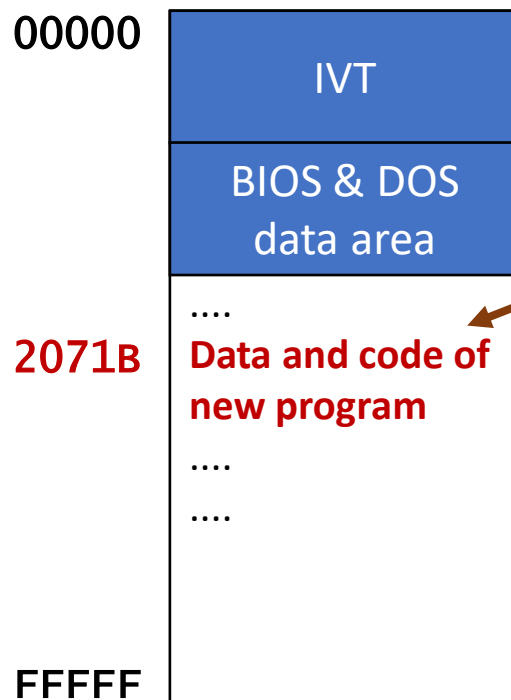 00000
IVT
BIOS & DOS
data area
....
2071B
Data and code of
new program
....
....
FFFFF